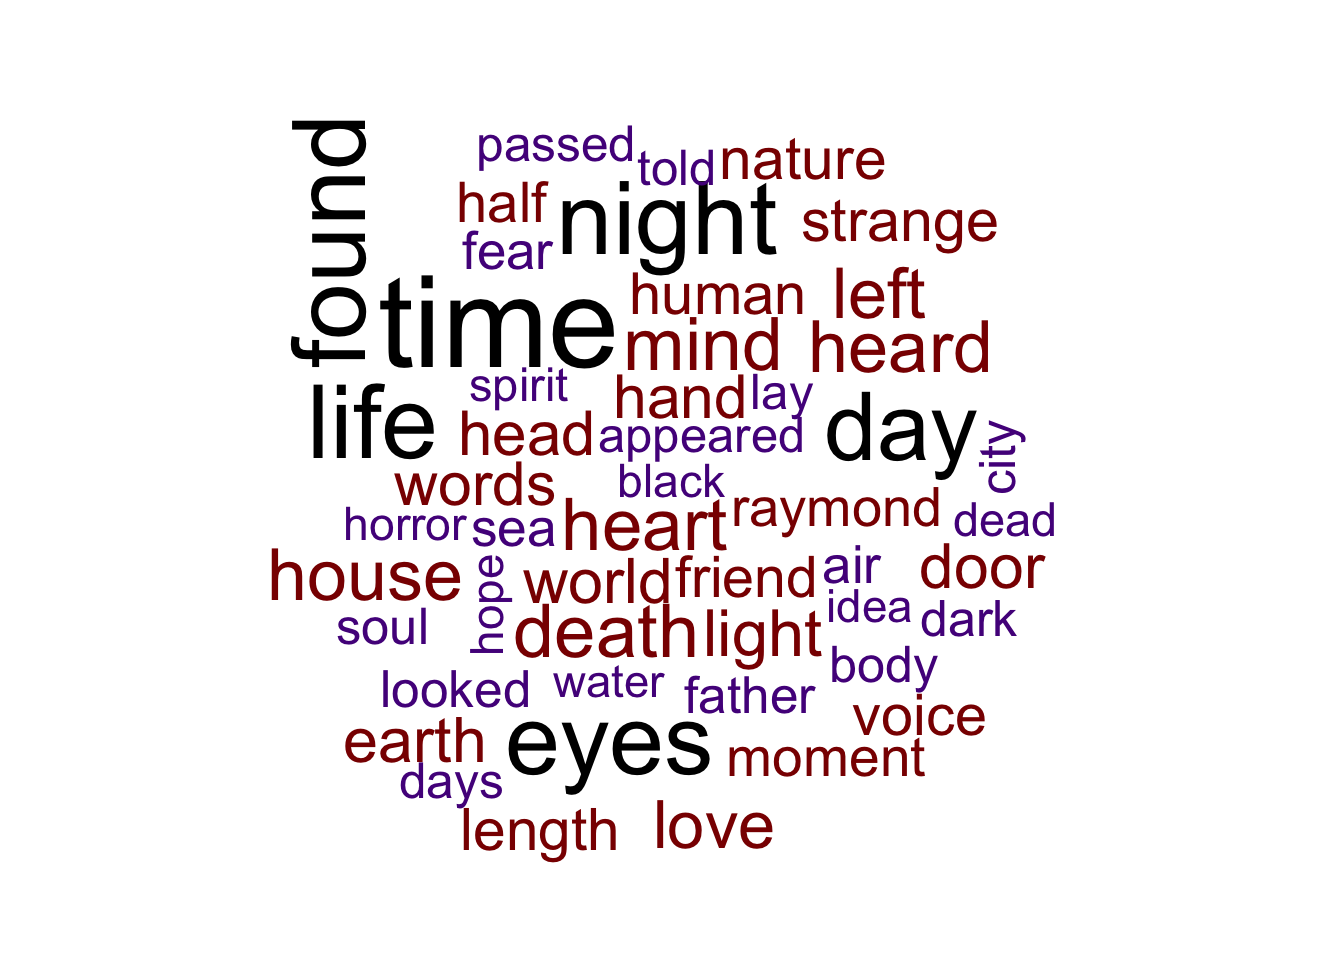 passed
told
nature
half
night
strange
found
fear
time
human
left
mind
heard
spirit
hand
lay
life
head
appeared
day
city
words
black
horror
sea
heart
raymond
dead
house
hope
world
friend
air
door
soul
death
light
idea
dark
looked
water
father
body
earth
eyes
voice
days
moment
length
love